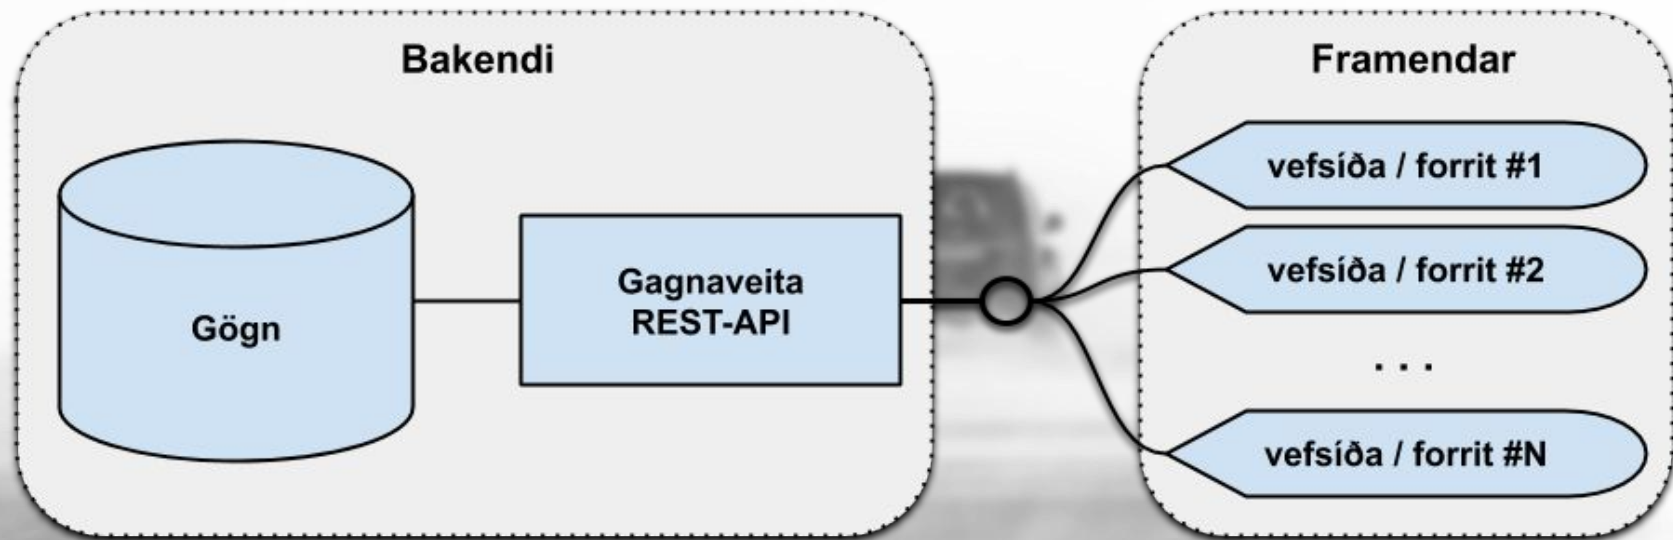 Bakendi
Gögn
Gagnaveita
REST-API
Framendar
vefsíða / forrit #1
vefsíða / forrit #2
. . .
vefsíða / forrit #N